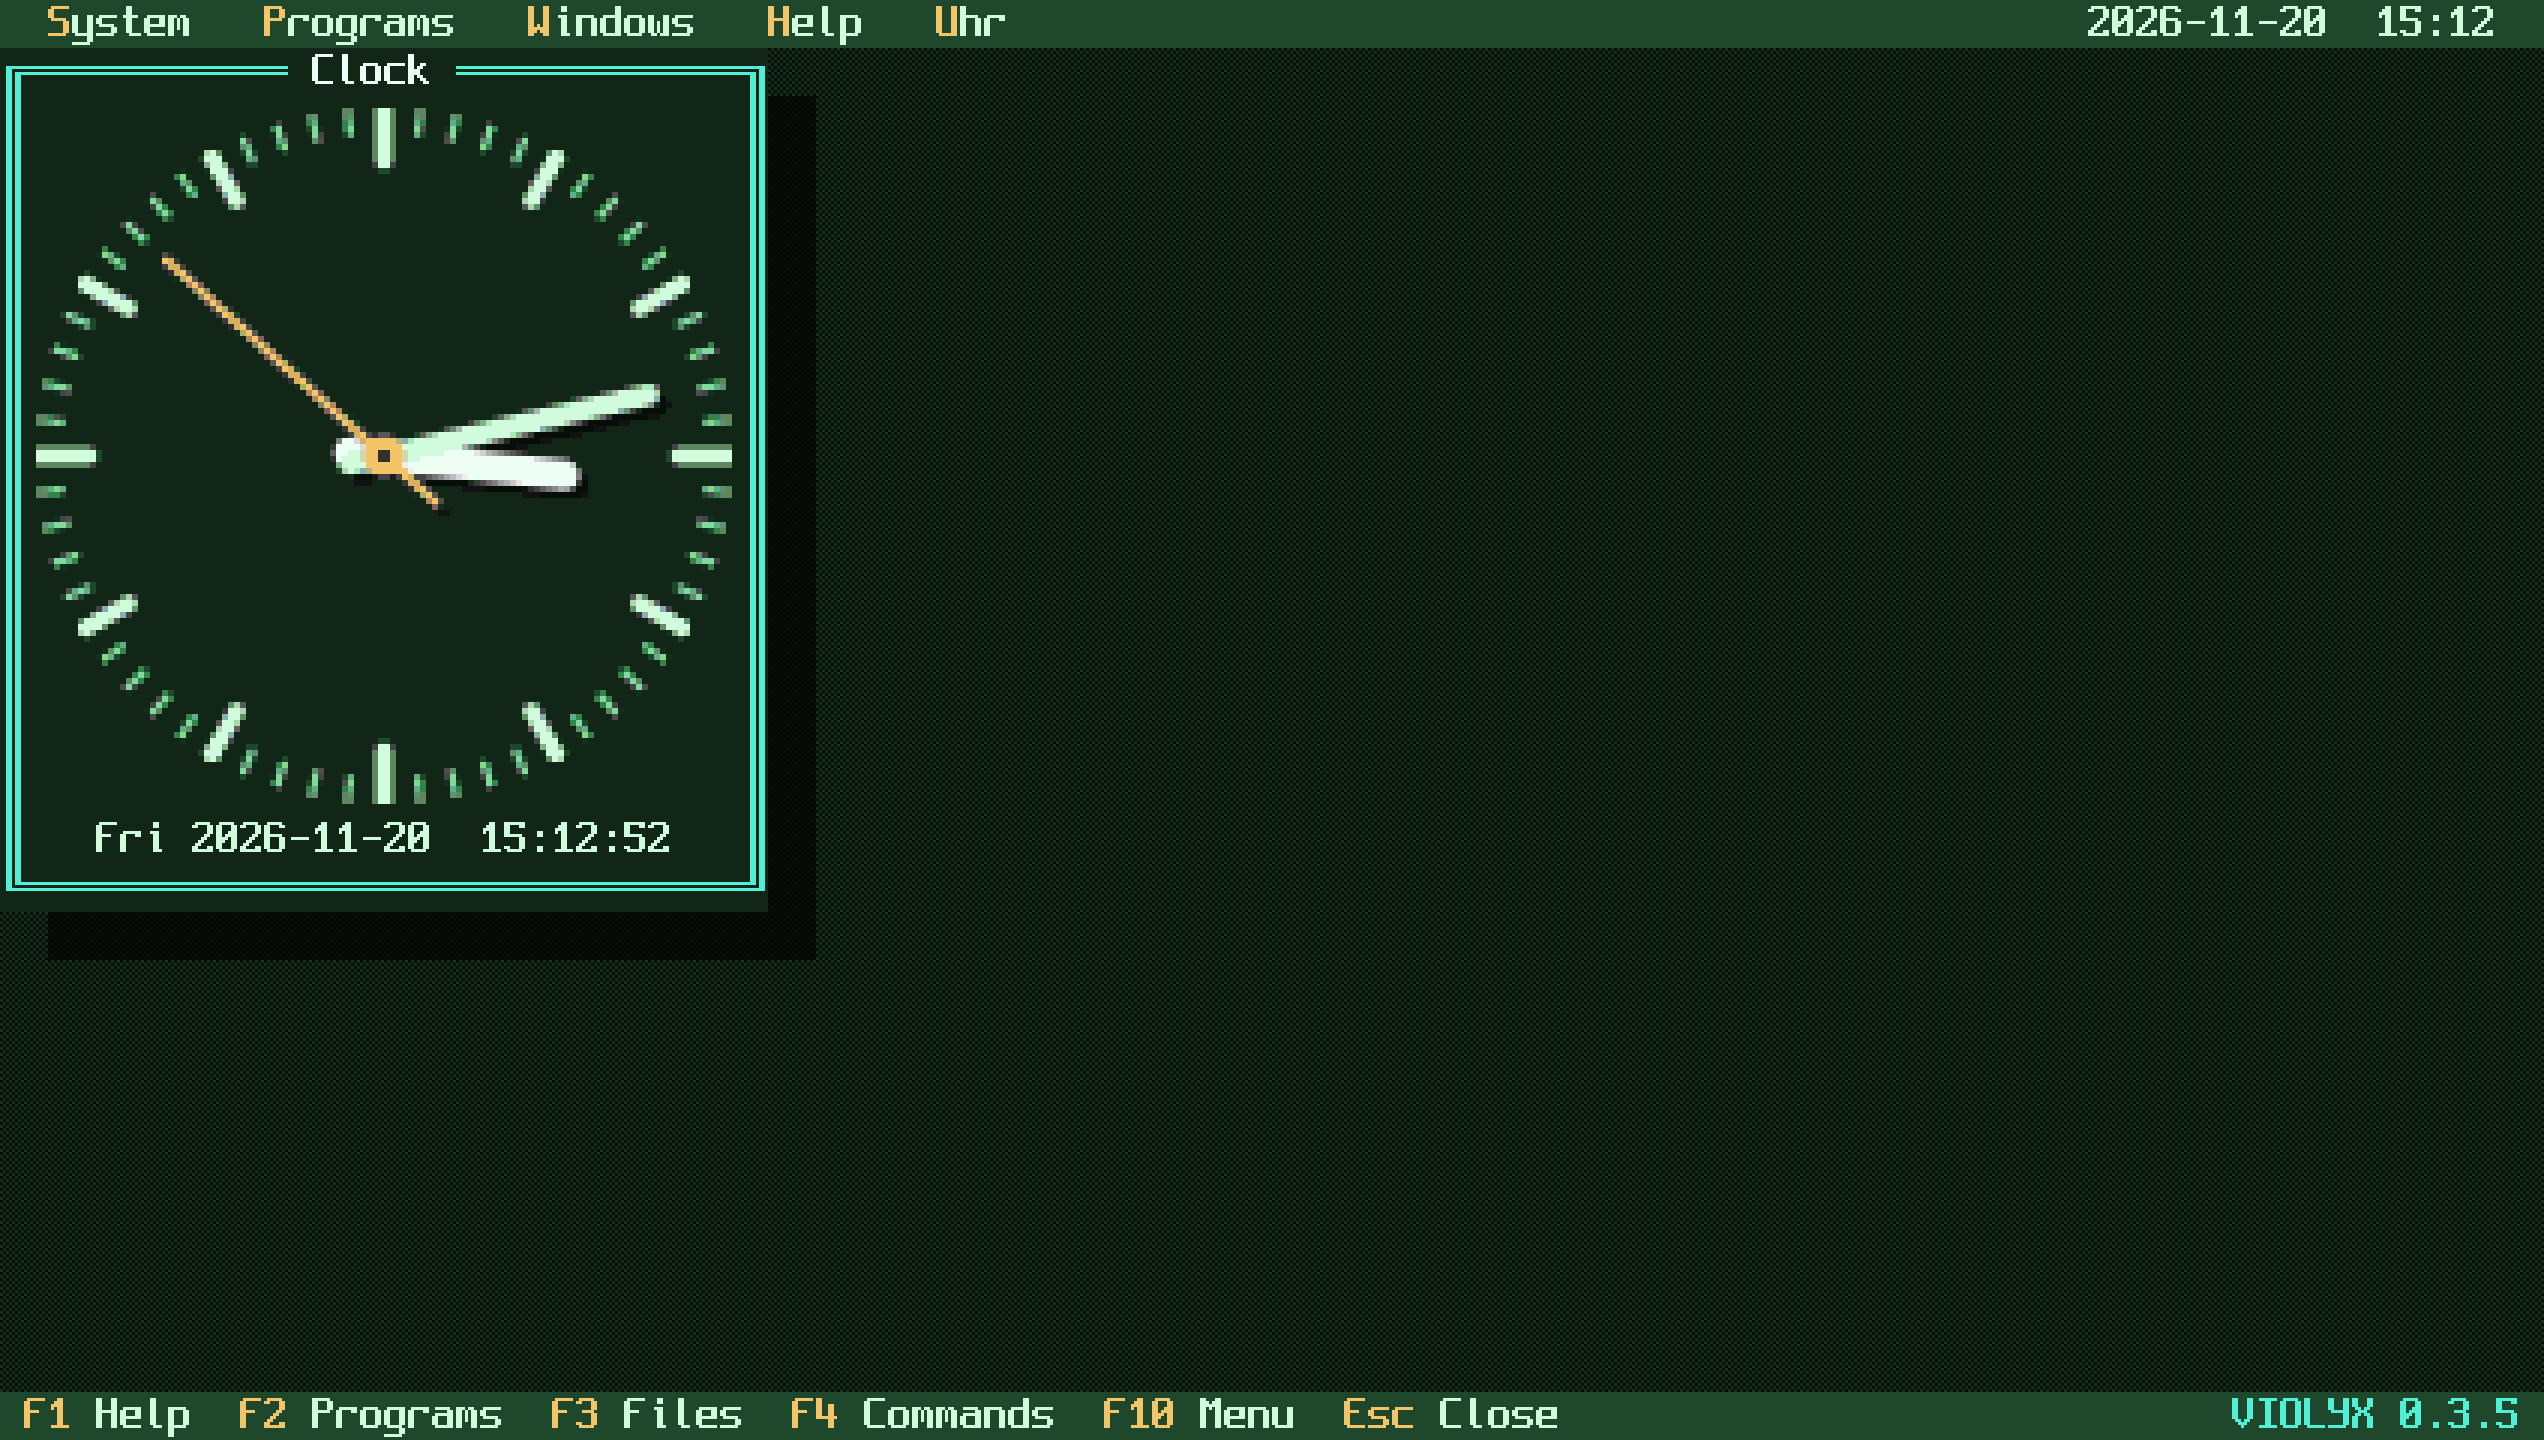 System Programs Windows Help Uhr 2026-11-20 15:12
Clock
Fri 2026-11-20 15:12:52
F1 Help F2 Programs F3 Files F4 Commands F10 Menu Esc Close VIOLYX 0.3.5